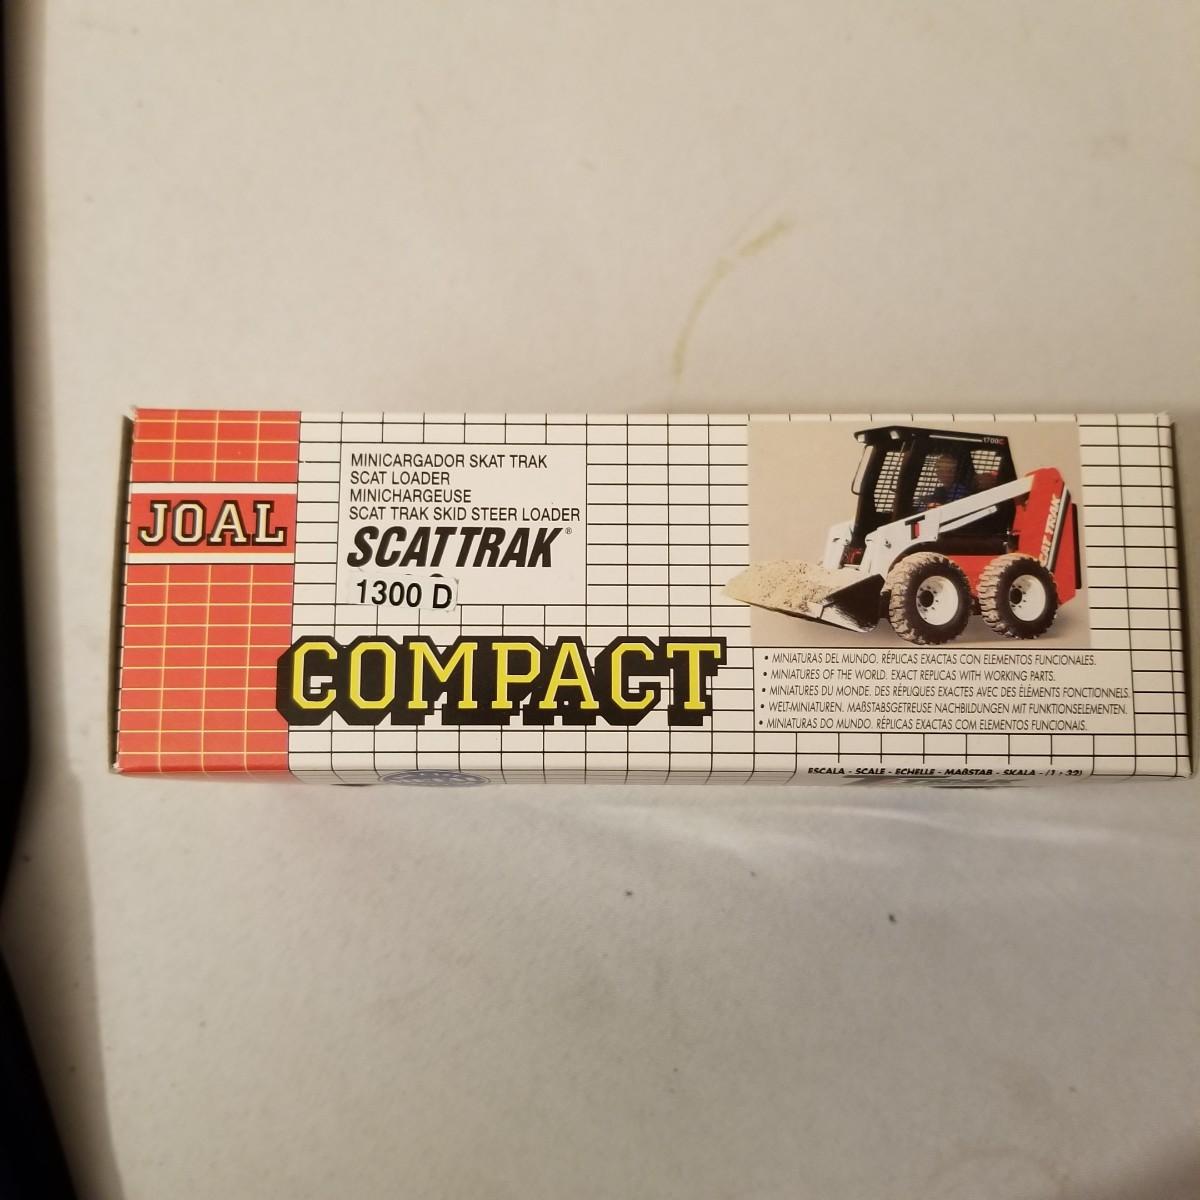 JOAL
MINICARGADOR SKAT TRAK
SCAT LOADER
MINICHARGEUSE
SCAT TRAK SKID STEER LOADER
SCATTRAK®
1300 D
COMPACT
1700C
SCAT TRAK
• MINIATURAS DEL MUNDO. RÉPLICAS EXACTAS CON ELEMENTOS FUNCIONALES.
• MINIATURES OF THE WORLD. EXACT REPLICAS WITH WORKING PARTS.
• MINIATURES DU MONDE. DES RÉPLIQUES EXACTES AVEC DES ÉLÉMENTS FONCTIONNELS.
• WELT-MINIATUREN. MAßSTABSGETREUE NACHBILDUNGEN MIT FUNKTIONSELEMENTEN.
• MINIATURAS DO MUNDO. RÉPLICAS EXACTAS COM ELEMENTOS FUNCIONAIS.
ESCALA - SCALE - ECHELLE - MAßSTAB - SKALA - (1 : 32)